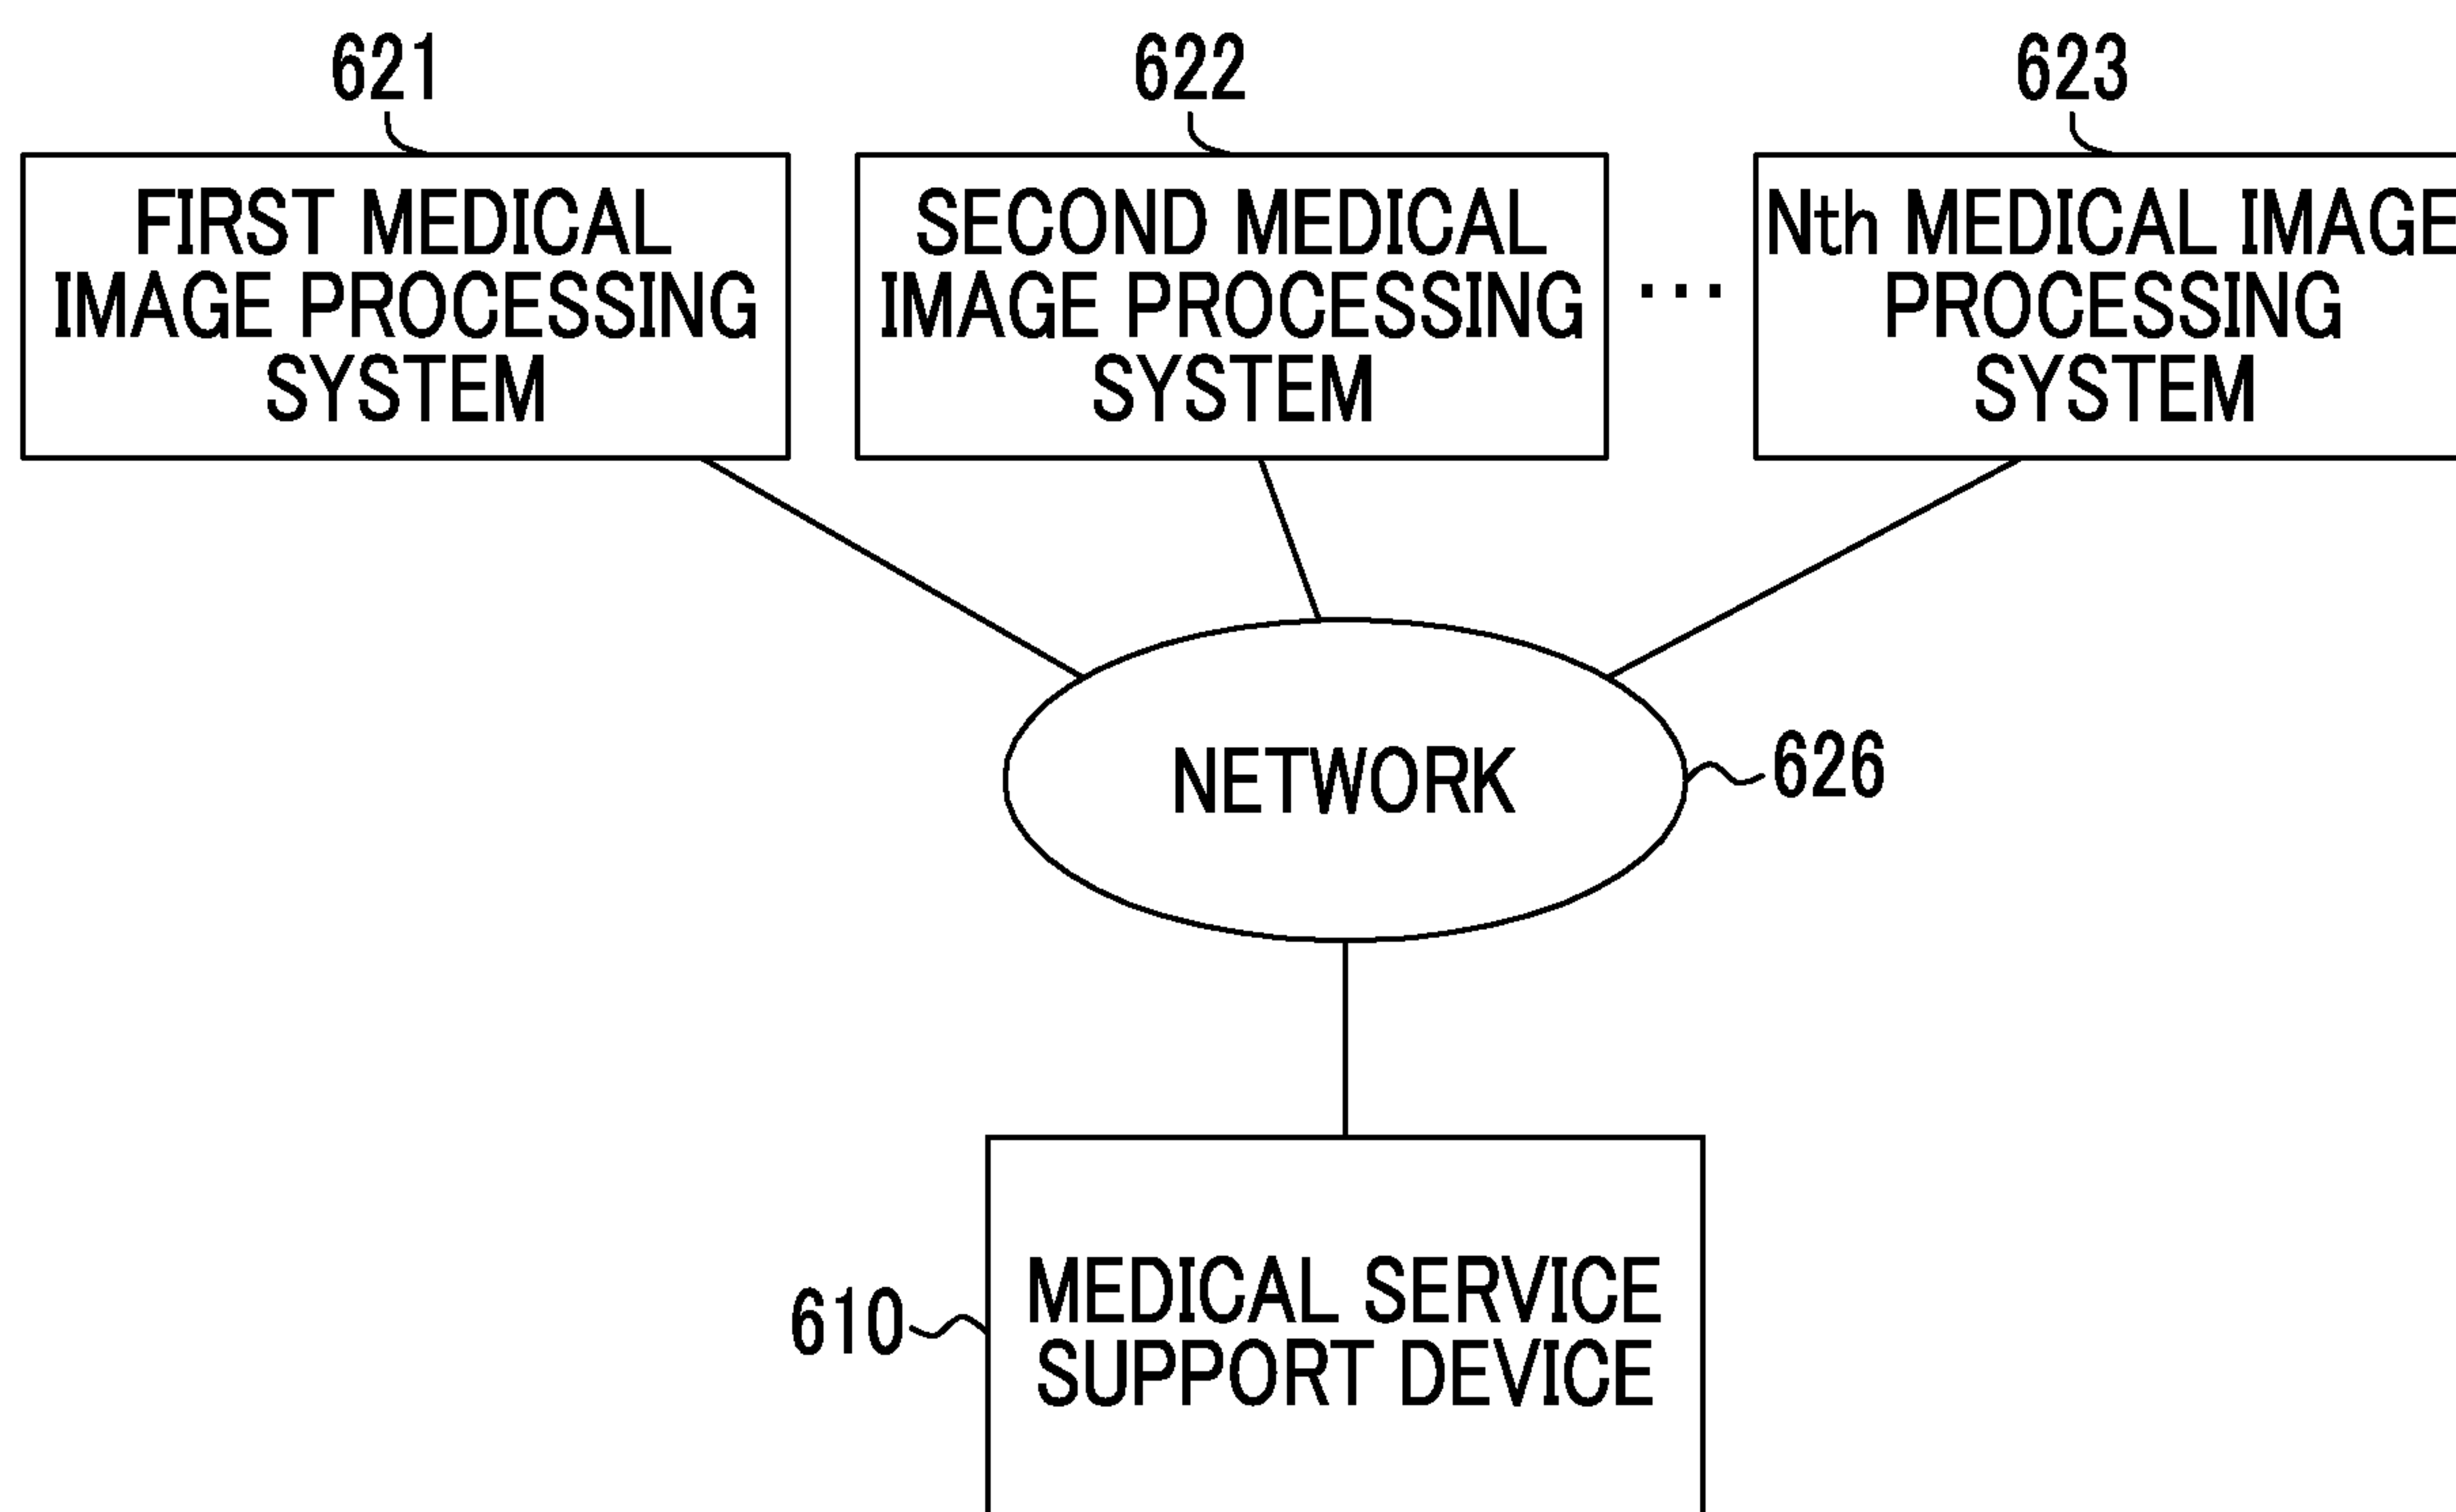 621
622
623
FIRST MEDICAL
IMAGE PROCESSING
SYSTEM
SECOND MEDICAL
IMAGE PROCESSING
SYSTEM
...
Nth MEDICAL IMAGE
PROCESSING
SYSTEM
NETWORK
626
610
MEDICAL SERVICE
SUPPORT DEVICE